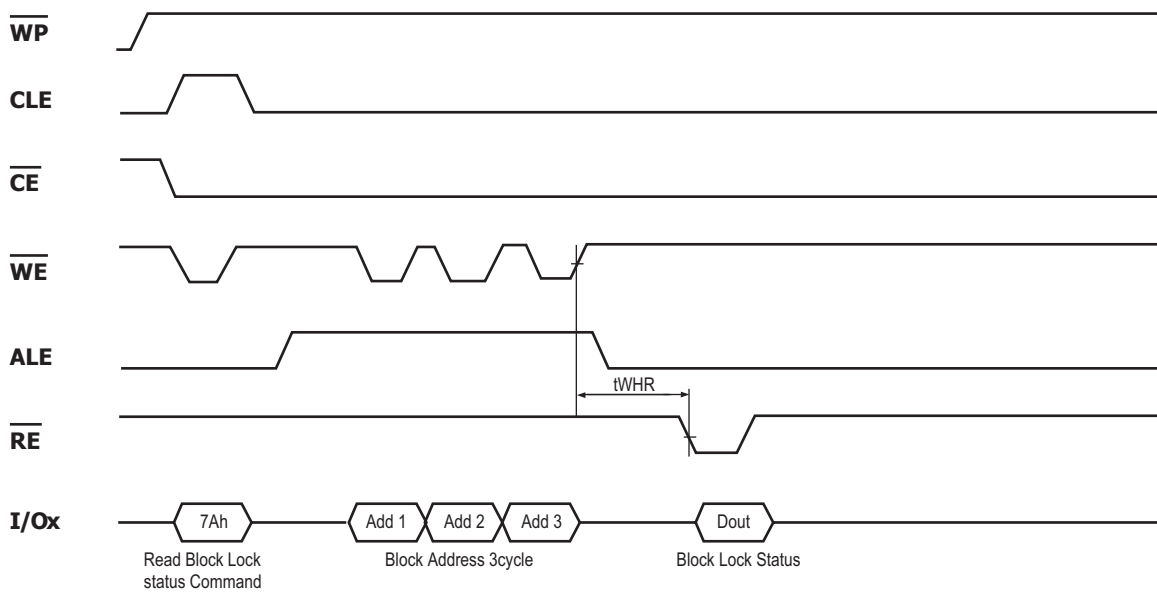 WP
CLE
CE
WE
ALE
tWHR
RE
I/Ox
7Ah
Add 1
Add 2
Add 3
Dout
Read Block Lock
status Command
Block Address 3cycle
Block Lock Status